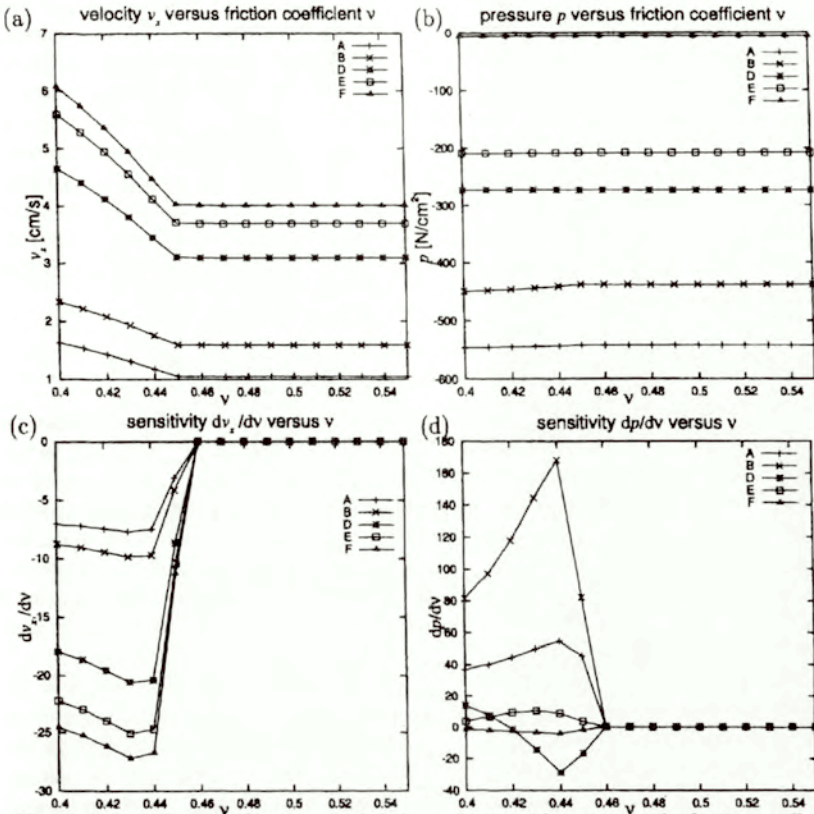 (a)
velocity vₓ versus friction coefficient ν
7
6
5
4
3
2
1
vₓ [cm/s]
A
B
D
E
F
0.4
0.42
0.44
0.46
0.48
0.5
0.52
0.54
ν
(b)
pressure p versus friction coefficient ν
0
-100
-200
-300
-400
-500
-600
p [N/cm²]
A
B
D
E
F
0.4
0.42
0.44
0.46
0.48
0.5
0.52
0.54
ν
(c)
sensitivity dvₓ/dν versus ν
0
-5
-10
-15
-20
-25
-30
dvₓ/dν
A
B
D
E
F
0.4
0.42
0.44
0.46
0.48
0.5
0.52
0.54
ν
(d)
sensitivity dp/dν versus ν
180
160
140
120
100
80
60
40
20
0
-20
-40
dp/dν
A
B
D
E
F
0.4
0.42
0.44
0.46
0.48
0.5
0.52
0.54
ν